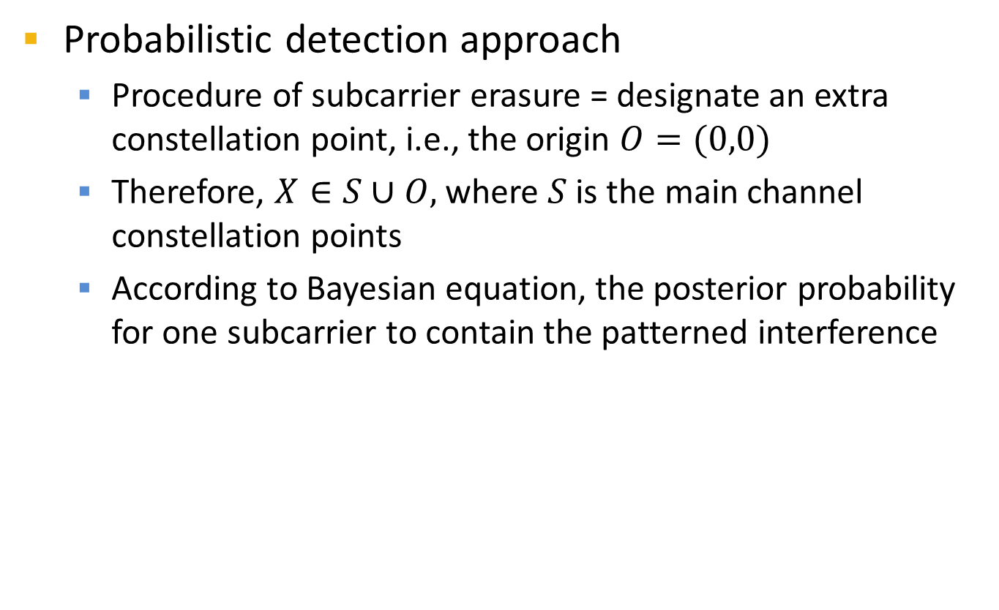 Probabilistic detection approach
Procedure of subcarrier erasure = designate an extra
constellation point, i.e., the origin O = (0,0)
Therefore, X ∈ S ∪ O, where S is the main channel
constellation points
According to Bayesian equation, the posterior probability
for one subcarrier to contain the patterned interference